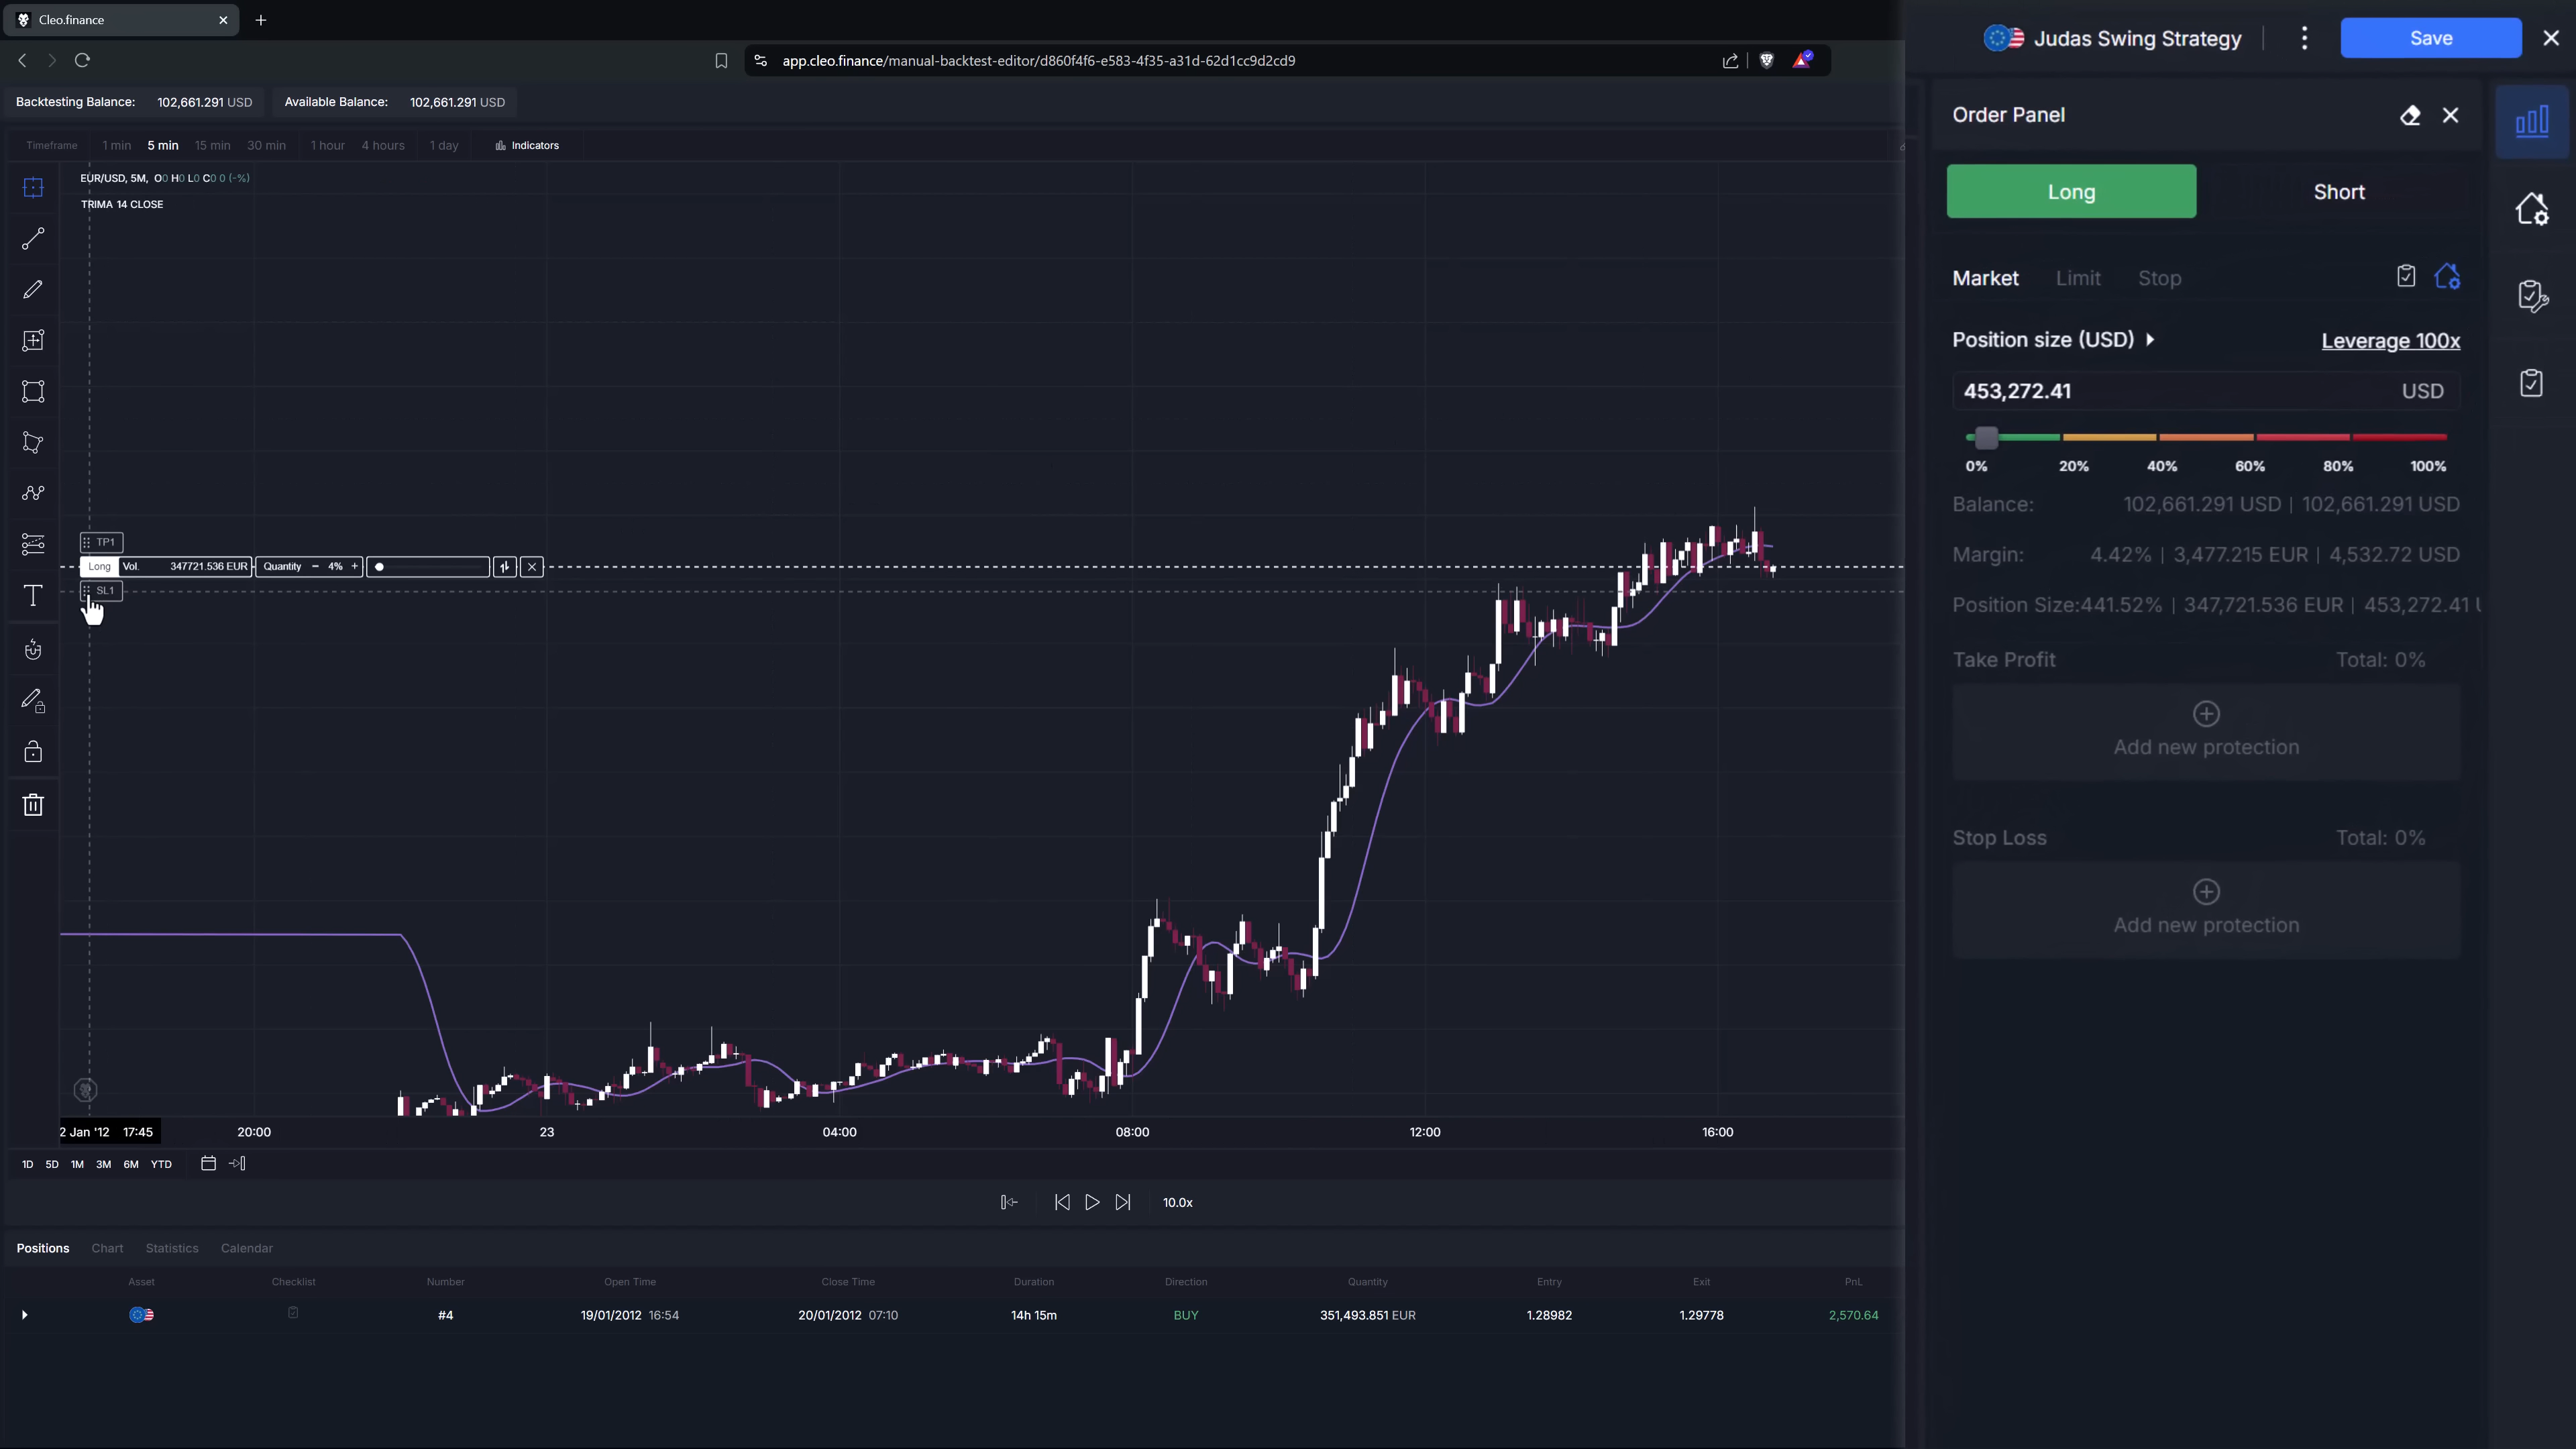 Cleo.finance
app.cleo.finance/manual-backtest-editor/d860f4f6-e583-4f35-a31d-62d1cc9d2cd9
Judas Swing Strategy
Save
Backtesting Balance: 102,661.291 USD
Available Balance: 102,661.291 USD
Timeframe 1 min 5 min 15 min 30 min 1 hour 4 hours 1 day Indicators
EUR/USD, 5M, O0 H0 L0 C0 0 (-%)
TRIMA 14 CLOSE
TP1
Long Vol. 347721.536 EUR Quantity − 4% +
SL1
2 Jan '12 17:45
20:00 23 04:00 08:00 12:00 16:00
1D 5D 1M 3M 6M YTD
10.0x
Positions Chart Statistics Calendar
Asset Checklist Number Open Time Close Time Duration Direction Quantity Entry Exit PnL
#4 19/01/2012 16:54 20/01/2012 07:10 14h 15m BUY 351,493.851 EUR 1.28982 1.29778 2,570.64
Order Panel
Long Short
Market Limit Stop
Position size (USD) Leverage 100x
453,272.41 USD
0% 20% 40% 60% 80% 100%
Balance: 102,661.291 USD | 102,661.291 USD
Margin: 4.42% | 3,477.215 EUR | 4,532.72 USD
Position Size:441.52% | 347,721.536 EUR | 453,272.41
Take Profit Total: 0%
Add new protection
Stop Loss Total: 0%
Add new protection